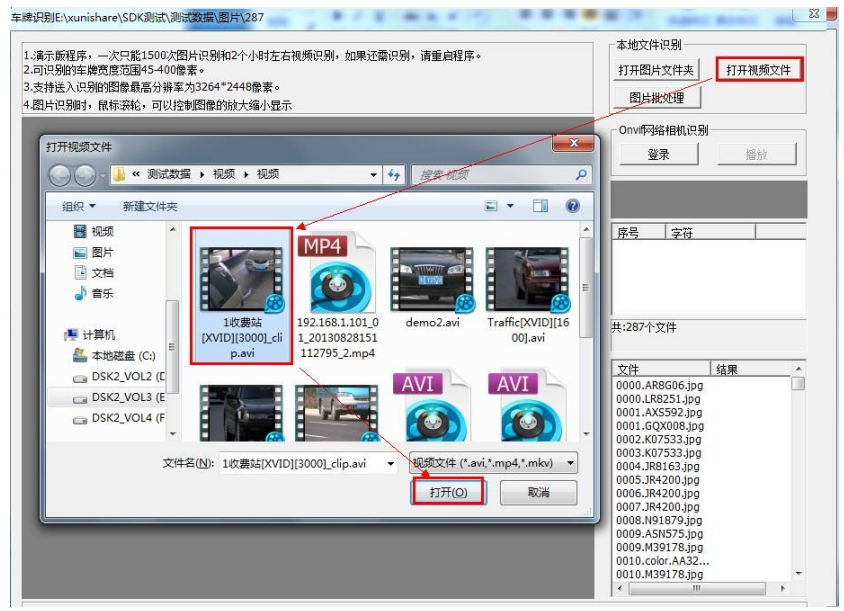 车牌识别E:\xunishare\SDK测试\测试数据\图片\287
1.演示版程序，一次只能1500次图片识别和2个小时左右视频识别，如果还需识别，请重启程序。
2.可识别的车牌宽度范围45-400像素。
3.支持送入识别的图像最高分辨率为3264*2448像素。
4.图片识别时，鼠标滚轮，可以控制图像的放大缩小显示
本地文件识别
打开图片文件夹
打开视频文件
图片批处理
Onvif网络相机识别
登录
播放
序号 字符
共:287个文件
文件 结果
0000.AR8G06.jpg
0000.LR8251.jpg
0001.AXS592.jpg
0001.GQX008.jpg
0002.K07533.jpg
0003.K07533.jpg
0004.JR8163.jpg
0005.JR4200.jpg
0006.JR4200.jpg
0007.JR4200.jpg
0008.N91879.jpg
0009.ASN575.jpg
0009.M39178.jpg
0010.color.AA32...
0010.M39178.jpg
打开视频文件
« 测试数据 ▸ 视频 ▸ 视频
搜索 视频
组织 新建文件夹
视频
图片
文档
音乐
计算机
本地磁盘 (C:)
DSK2_VOL2 (D
DSK2_VOL3 (E
DSK2_VOL4 (F
1收费站
[XVID][3000]_cli
p.avi
MP4
192.168.1.101_0
1_20130828151
112795_2.mp4
demo2.avi
Traffic[XVID][16
00].avi
AVI
AVI
文件名(N): 1收费站[XVID][3000]_clip.avi
视频文件 (*.avi,*.mp4,*.mkv)
打开(O)
取消